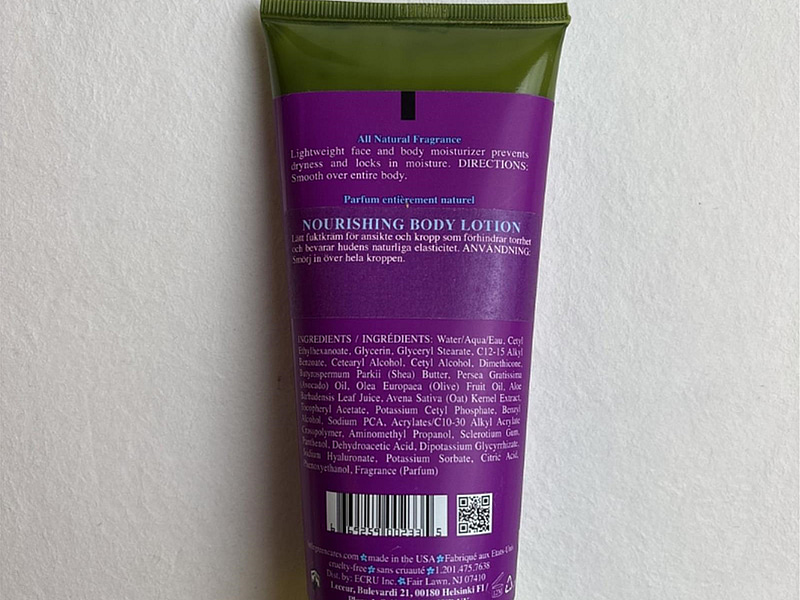 All Natural Fragrance
Lightweight face and body moisturizer prevents
dryness and locks in moisture. DIRECTIONS:
Smooth over entire body.
Parfum entièrement naturel
NOURISHING BODY LOTION
Lätt fuktkräm för ansikte och kropp som förhindrar torrhet
och bevarar hudens naturliga elasticitet. ANVÄNDNING:
Smörj in över hela kroppen.
INGREDIENTS / INGRÉDIENTS: Water/Aqua/Eau, Cetyl
Ethylhexanoate, Glycerin, Glyceryl Stearate, C12-15 Alkyl
Benzoate, Cetearyl Alcohol, Cetyl Alcohol, Dimethicone,
Butyrospermum Parkii (Shea) Butter, Persea Gratissima
(Avocado) Oil, Olea Europaea (Olive) Fruit Oil, Aloe
Barbadensis Leaf Juice, Avena Sativa (Oat) Kernel Extract,
Tocopheryl Acetate, Potassium Cetyl Phosphate, Benzyl
Alcohol, Sodium PCA, Acrylates/C10-30 Alkyl Acrylate
Crosspolymer, Aminomethyl Propanol, Sclerotium Gum,
Panthenol, Dehydroacetic Acid, Dipotassium Glycyrrhizate,
Sodium Hyaluronate, Potassium Sorbate, Citric Acid,
Phenoxyethanol, Fragrance (Parfum)
made in the USA Fabriqué aux Etats-Unis
cruelty-free sans cruauté 1.201.475.7638
Dist. by: ECRU Inc. Fair Lawn, NJ 07410
Bulevardi 21, 00180 Helsinki FI /